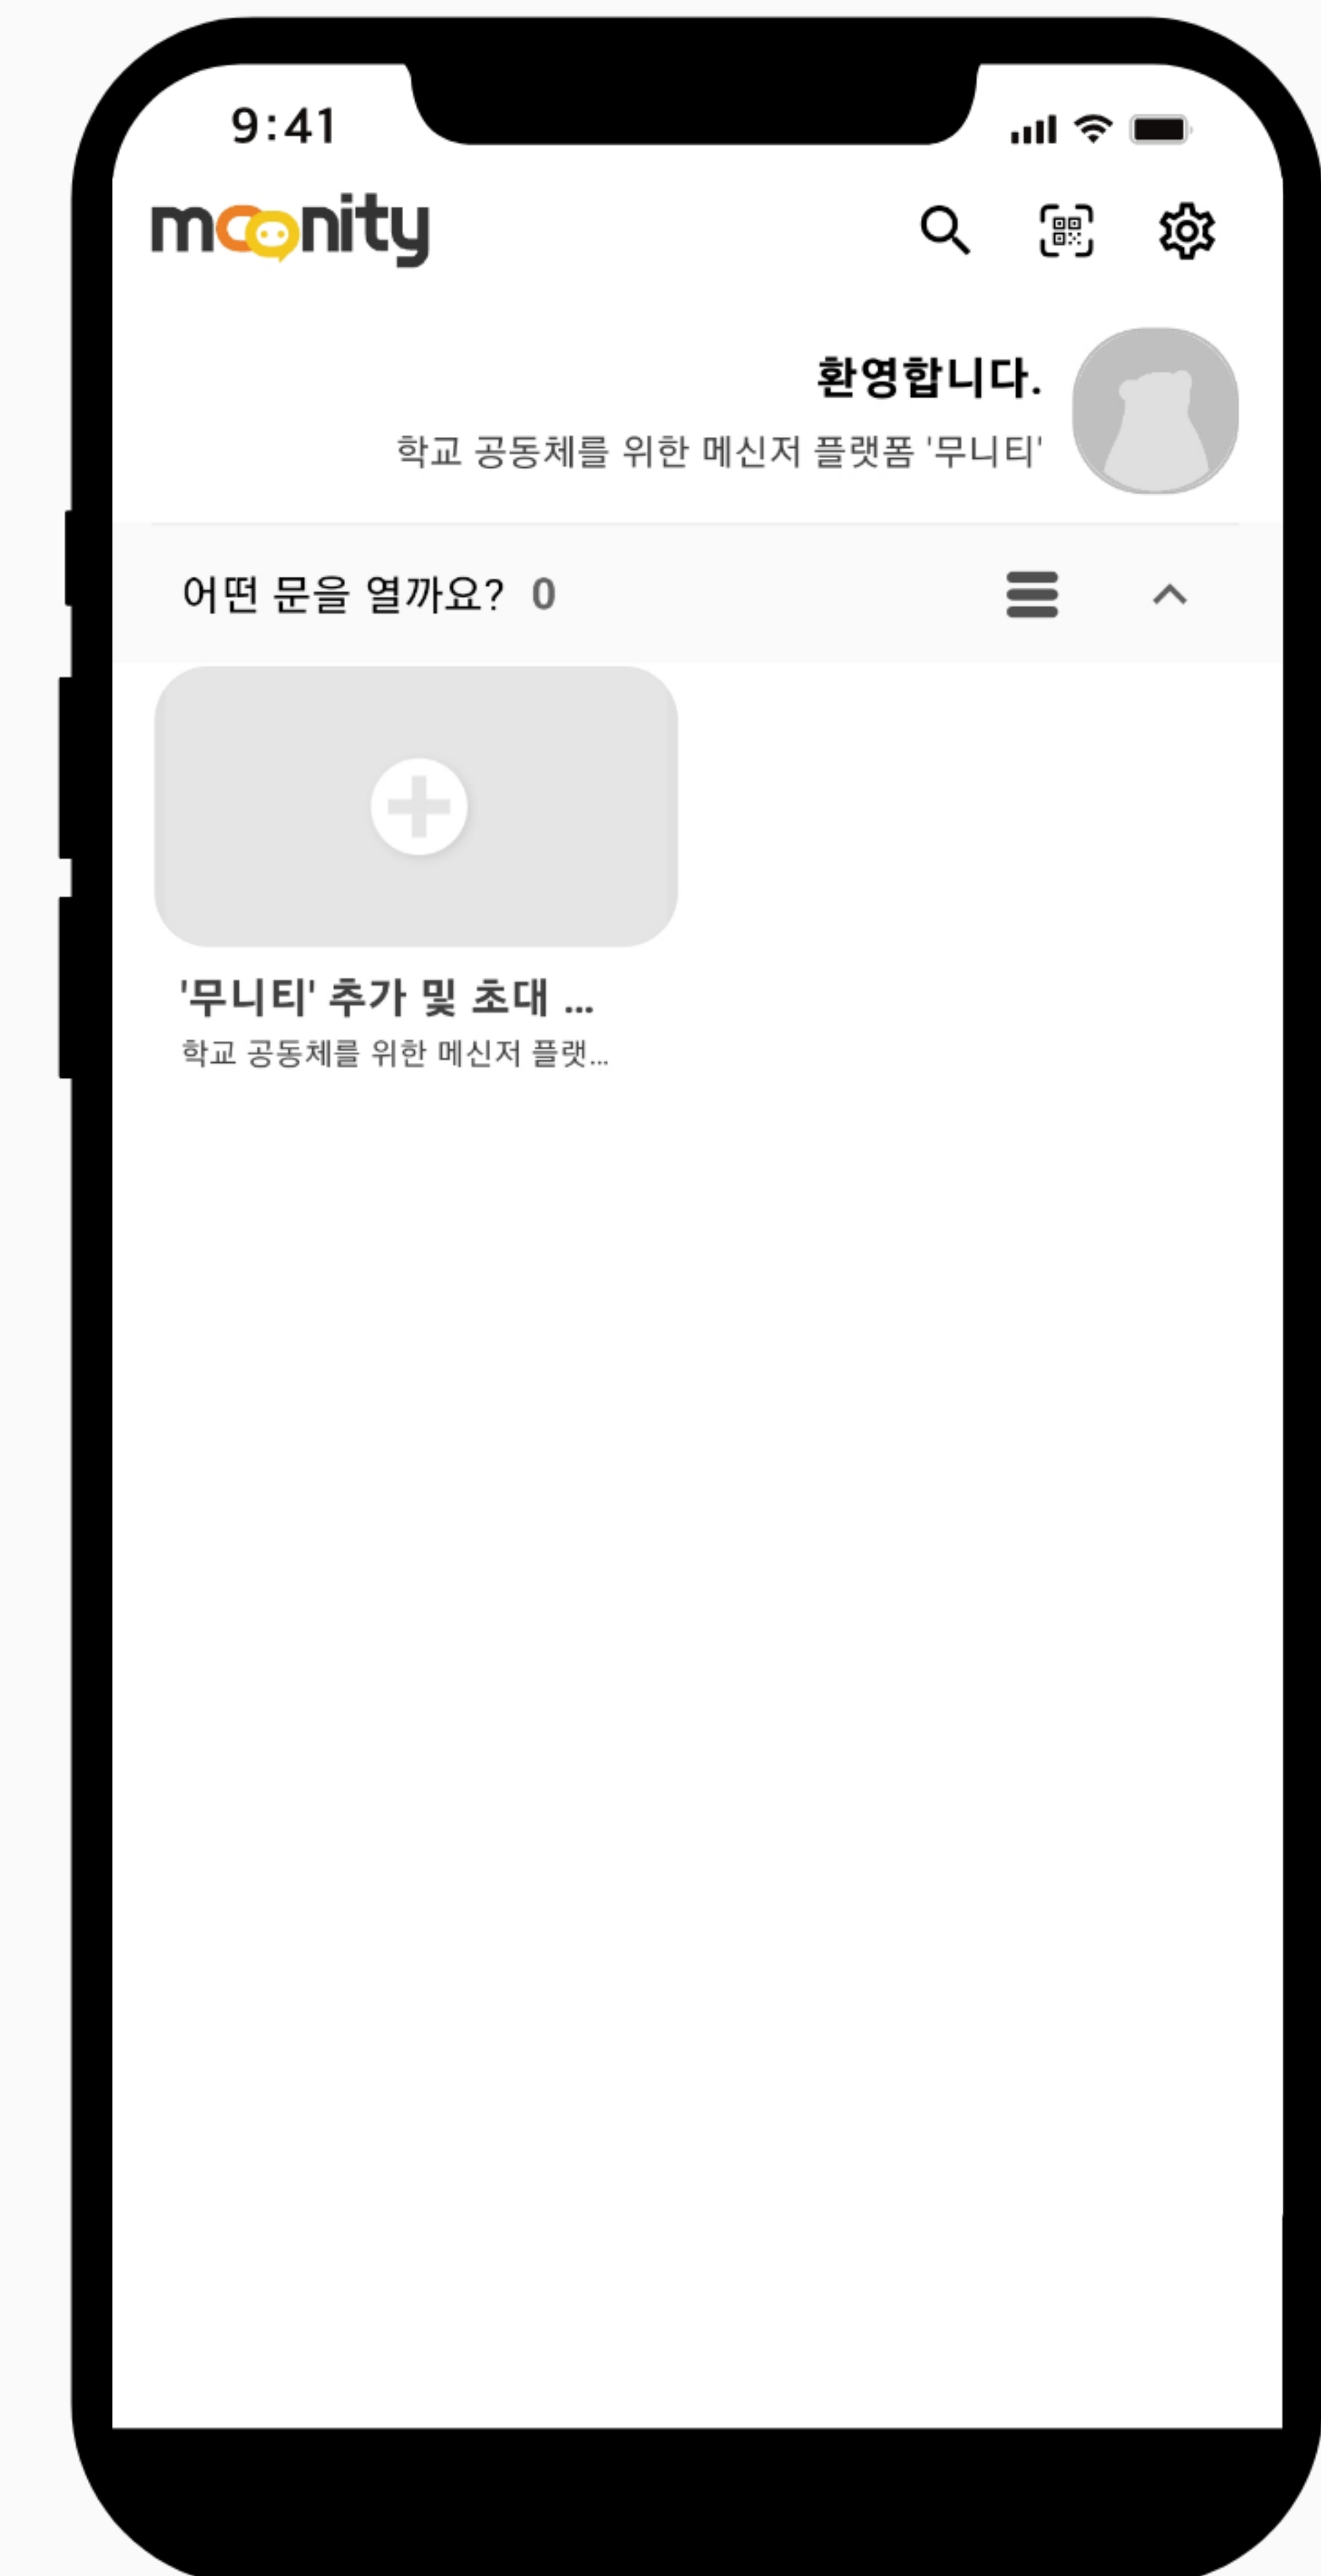 9:41
moonity
환영합니다.
학교 공동체를 위한 메신저 플랫폼 '무니티'
어떤 문을 열까요? 0
'무니티' 추가 및 초대 ...
학교 공동체를 위한 메신저 플랫...